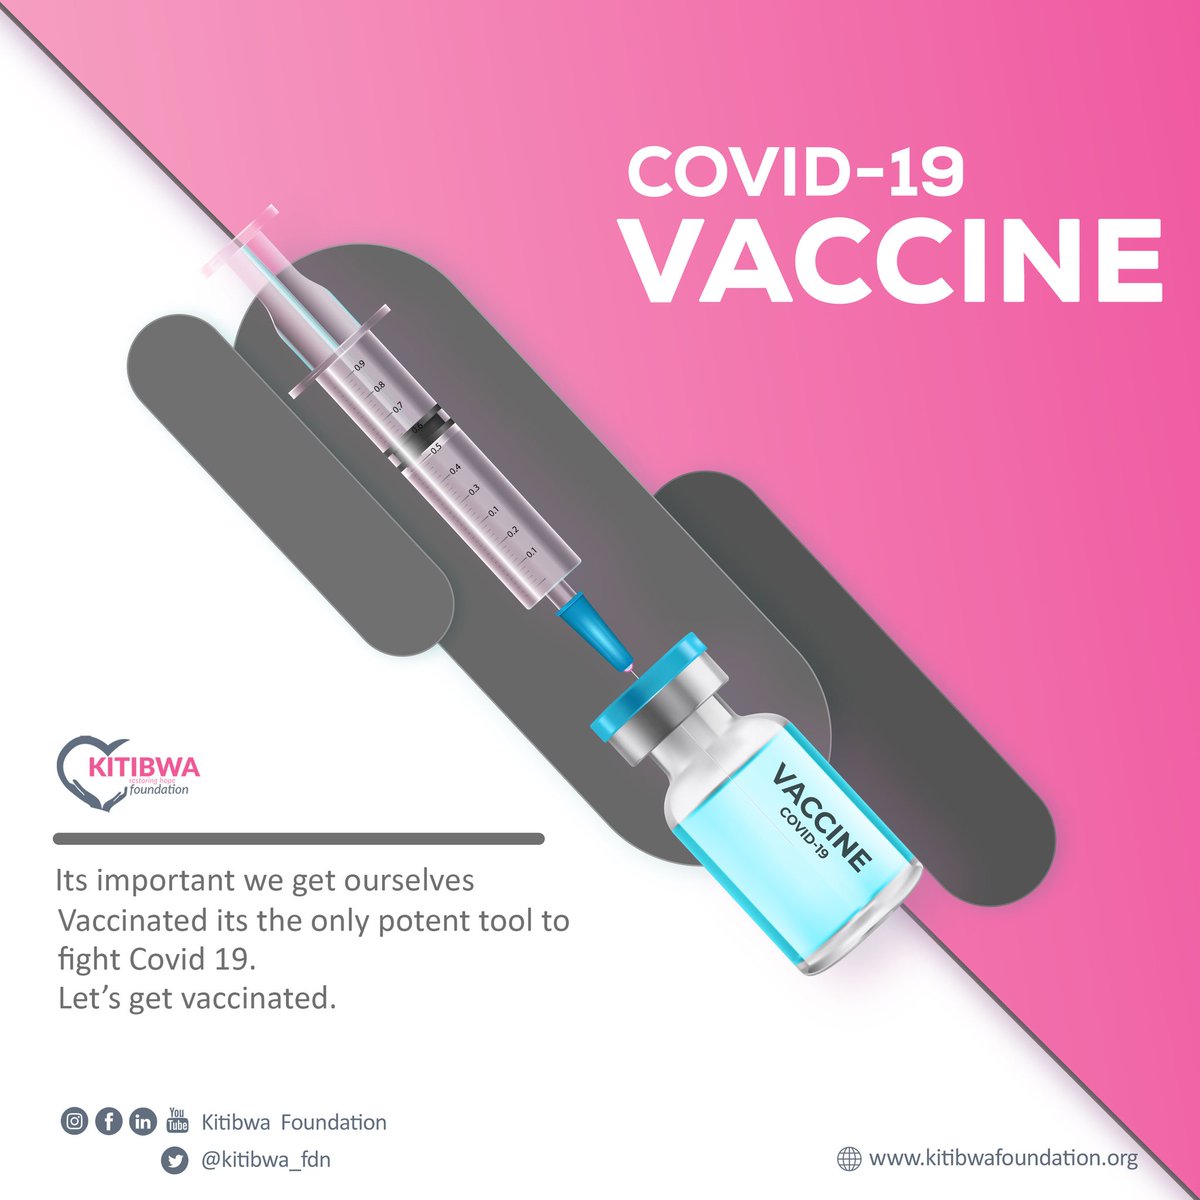 COVID-19
VACCINE
0.9
0.8
0.7
0.6
0.5
0.4
0.3
0.1
0.2
0.1
VACCINE
COVID-19
KITIBWA
restoring hope
foundation
Its important we get ourselves
Vaccinated its the only potent tool to
fight Covid 19.
Let's get vaccinated.
You
Tube
Kitibwa Foundation
@kitibwa_fdn
www.kitibwafoundation.org